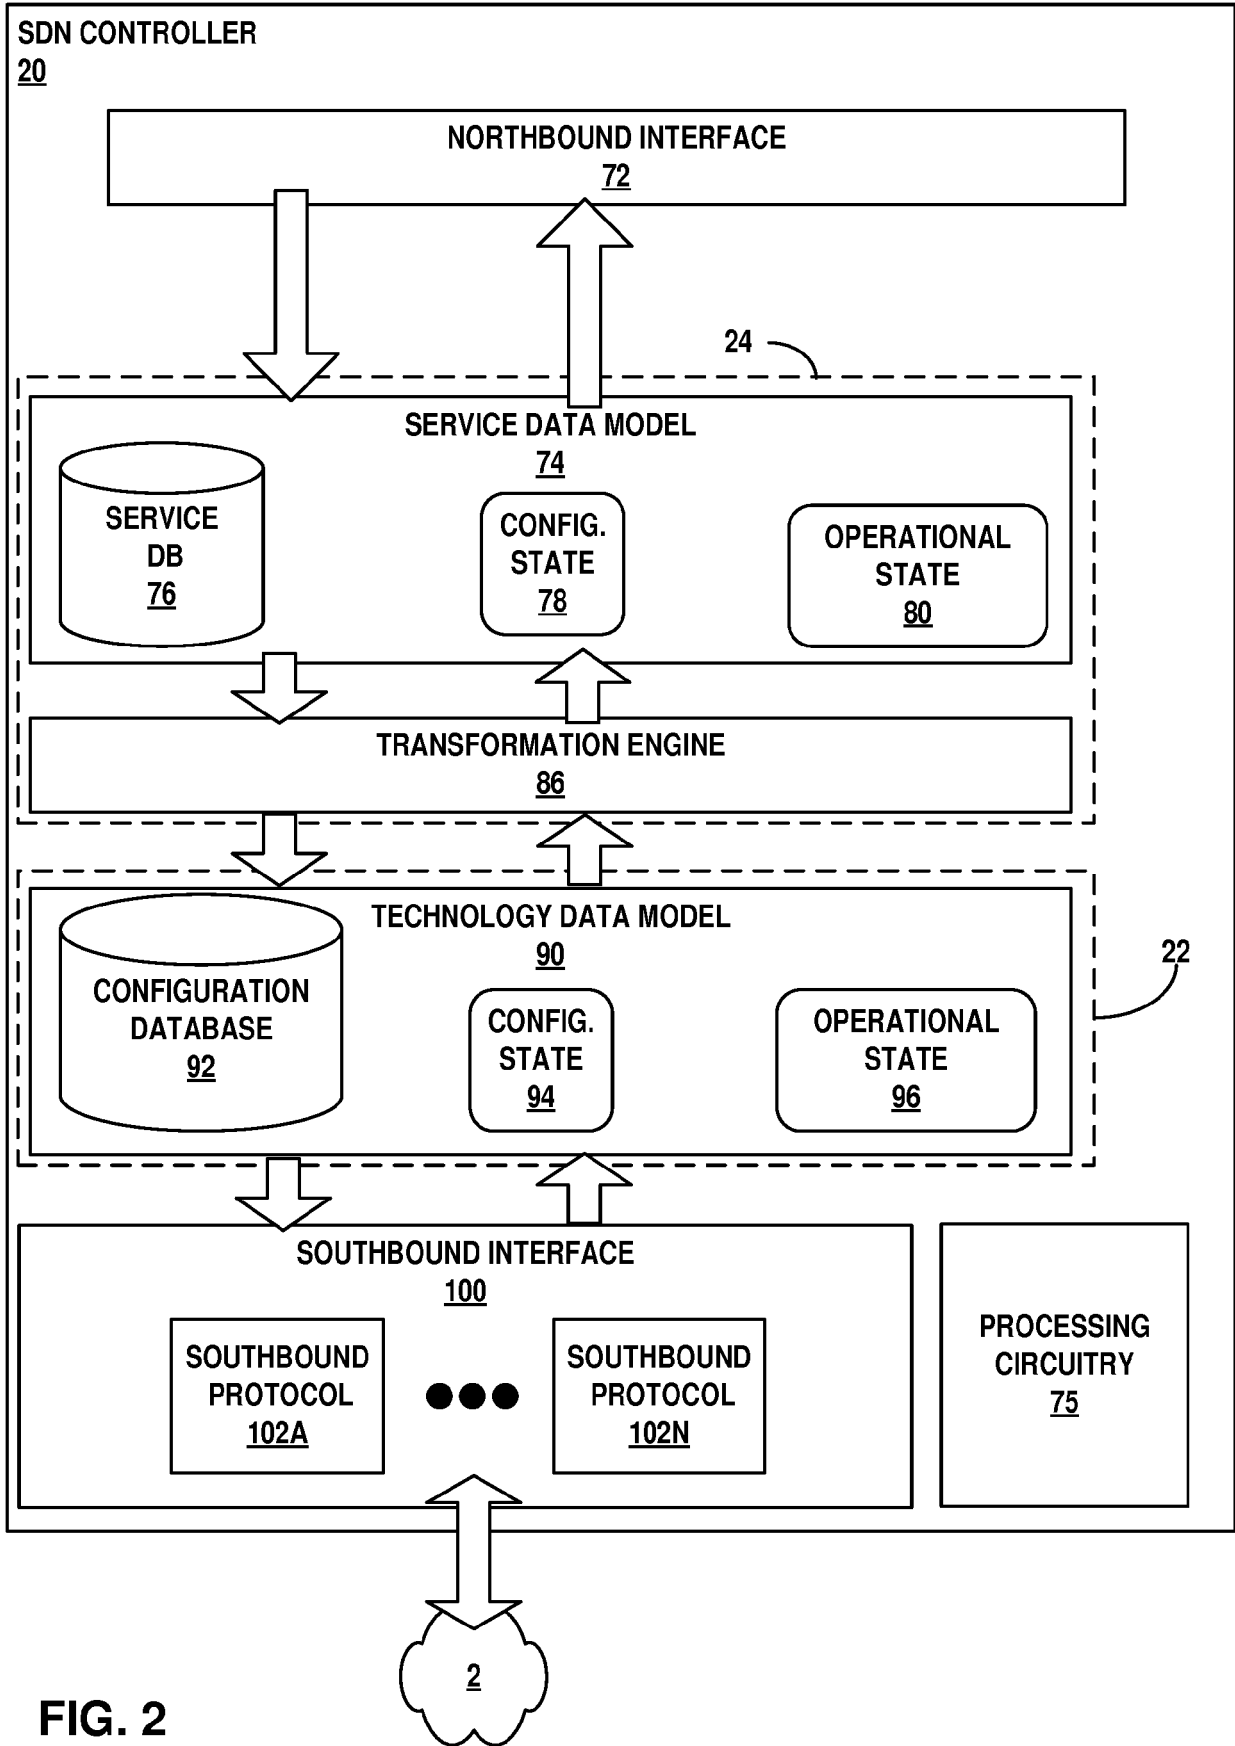 SDN CONTROLLER
20
NORTHBOUND INTERFACE
72
24
SERVICE DATA MODEL
74
SERVICE
DB
76
CONFIG.
STATE
78
OPERATIONAL
STATE
80
TRANSFORMATION ENGINE
86
TECHNOLOGY DATA MODEL
90
22
CONFIGURATION
DATABASE
92
CONFIG.
STATE
94
OPERATIONAL
STATE
96
SOUTHBOUND INTERFACE
100
SOUTHBOUND
PROTOCOL
102A
SOUTHBOUND
PROTOCOL
102N
PROCESSING
CIRCUITRY
75
2
FIG. 2